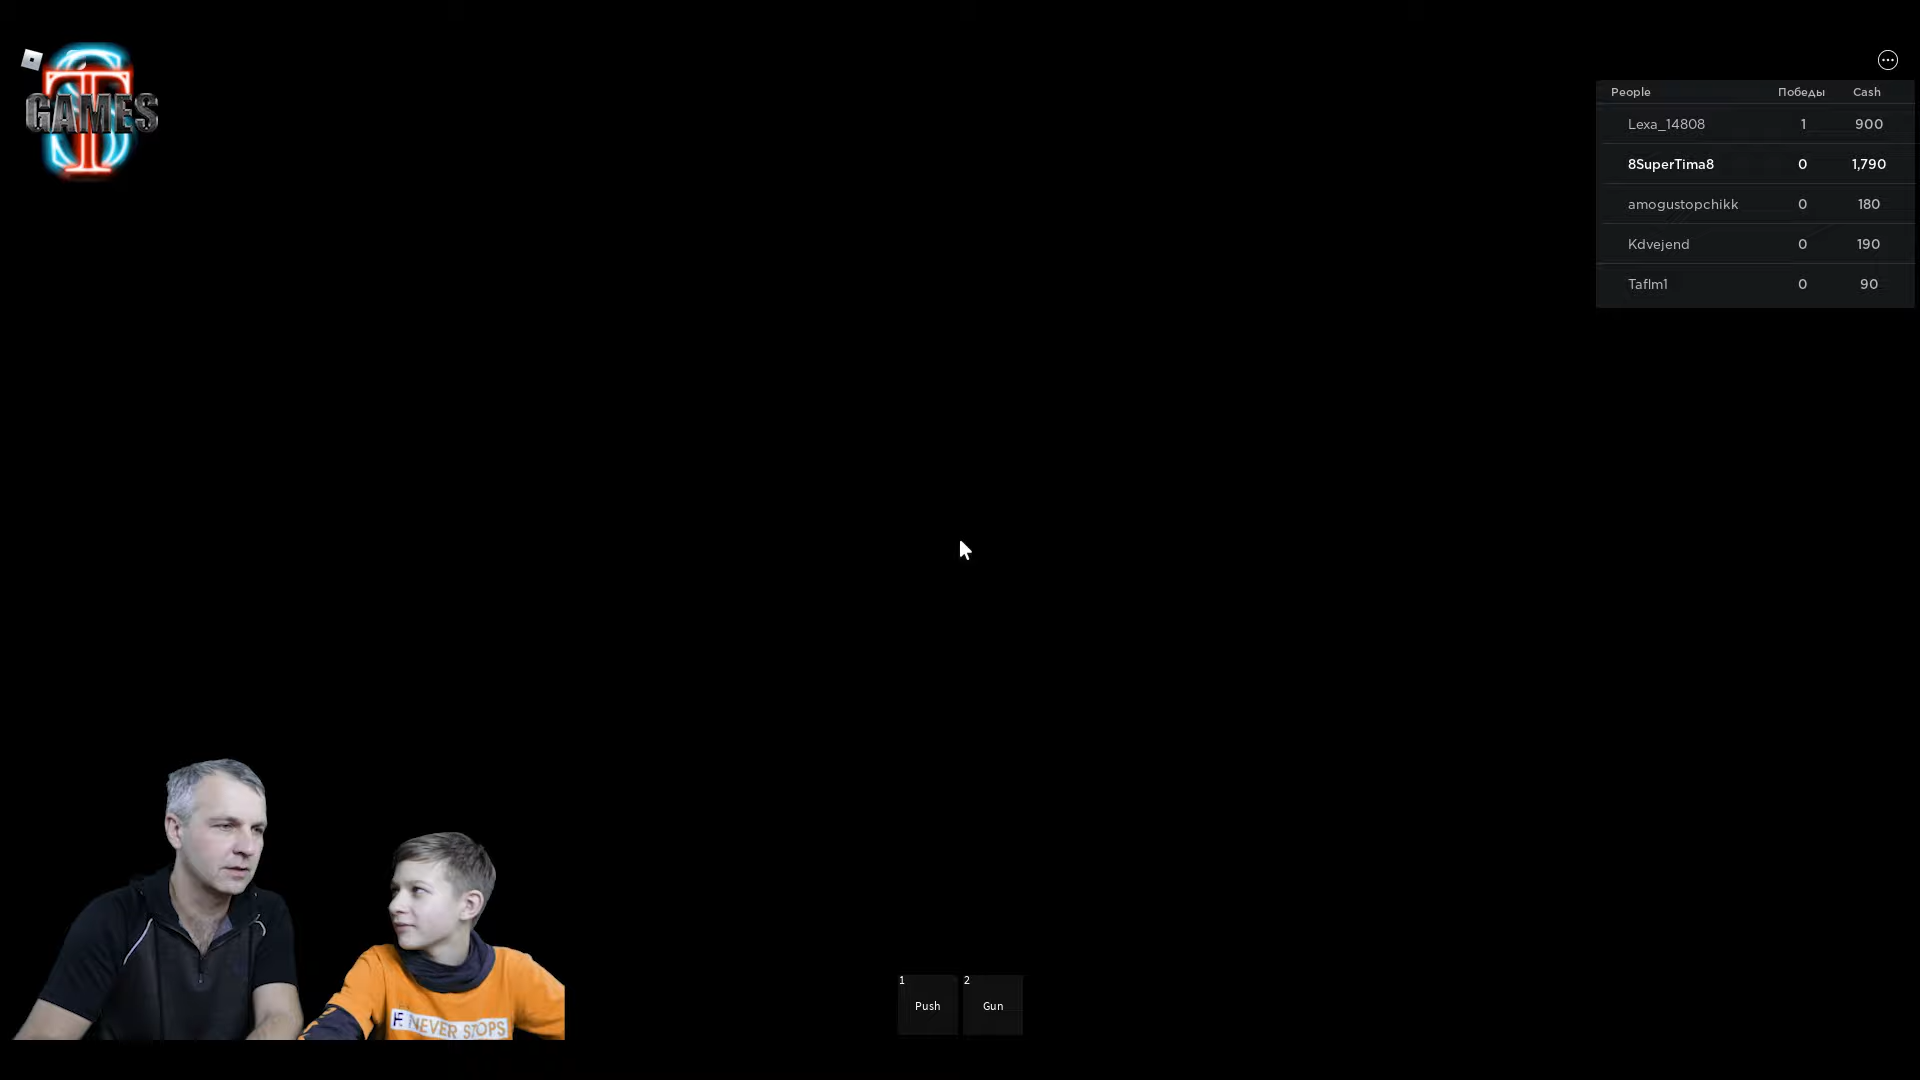 GAMES
People Победы Cash
Lexa_14808 1 900
8SuperTima8 0 1,790
amogustopchikk 0 180
Kdvejend 0 190
Taflm1 0 90
1 2
Push Gun
NEVER STOPS